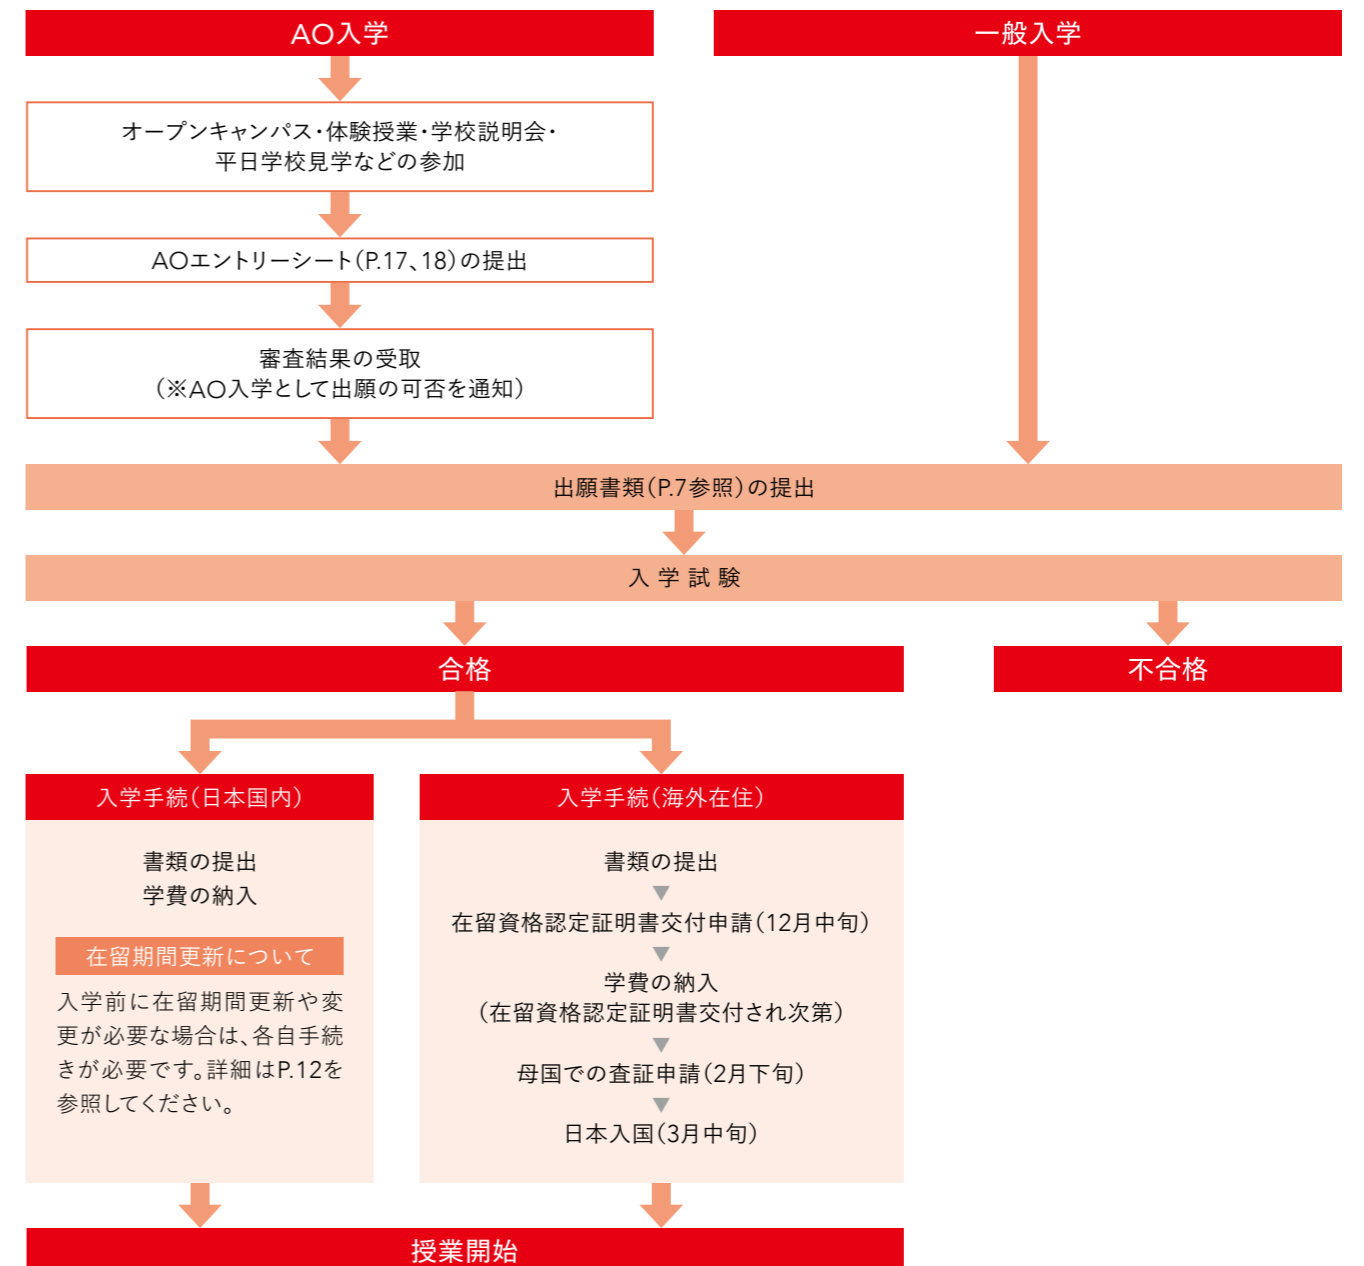 AO入学
一般入学
オープンキャンパス・体験授業・学校説明会・
平日学校見学などの参加
AOエントリーシート（P.17、18）の提出
審査結果の受取
（※AO入学として出願の可否を通知）
出願書類（P.7参照）の提出
入学試験
合格
不合格
入学手続（日本国内）
書類の提出
学費の納入
在留期間更新について
入学前に在留期間更新や変
更が必要な場合は、各自手続
きが必要です。詳細はP.12を
参照してください。
入学手続（海外在住）
書類の提出
▼
在留資格認定証明書交付申請（12月中旬）
▼
学費の納入
（在留資格認定証明書交付され次第）
▼
母国での査証申請（2月下旬）
▼
日本入国（3月中旬）
授業開始